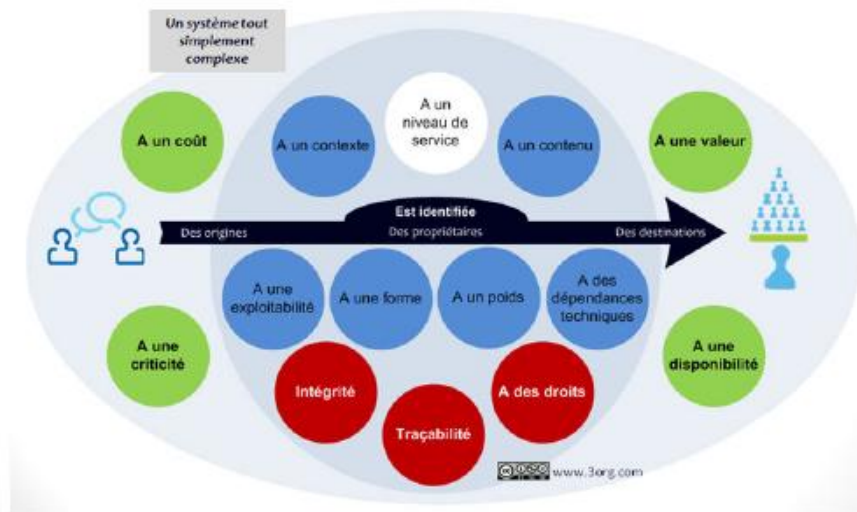 Un système tout
simplement
complexe
A un
niveau de
service
A un coût
A un contexte
A un contenu
A une valeur
Est identifiée
Des origines
Des propriétaires
Des destinations
A une
exploitabilité
A une forme
A un poids
A des
dépendances
techniques
A une
criticité
A une
disponibilité
Intégrité
A des droits
Traçabilité
www.3org.com